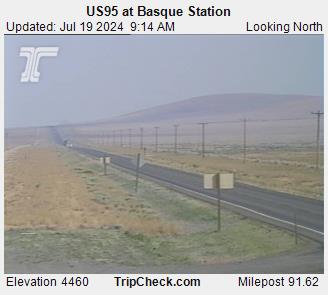 US95 at Basque Station
Updated: Jul 19 2024 9:14 AM Looking North
Elevation 4460 TripCheck.com Milepost 91.62